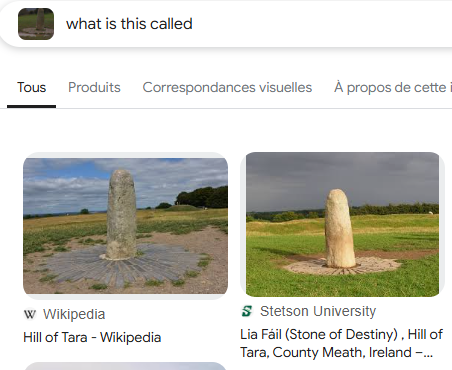 what is this called
Tous Produits Correspondances visuelles À propos de cette i
W Wikipedia
Hill of Tara - Wikipedia
S Stetson University
Lia Fáil (Stone of Destiny) , Hill of
Tara, County Meath, Ireland –...